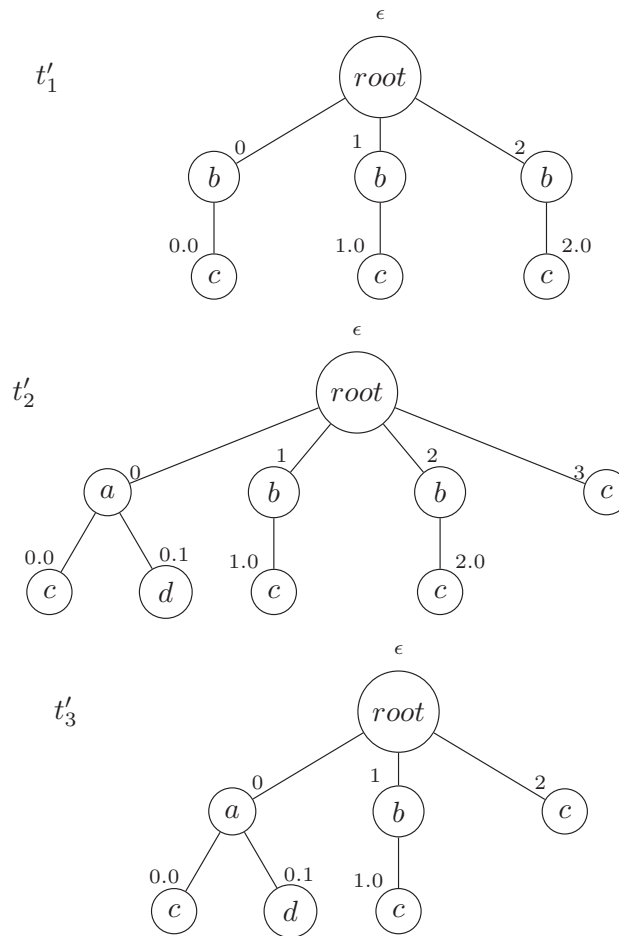 ϵ
t′₁ root
0 1 2
b b b
0.0 1.0 2.0
c c c
ϵ
t′₂ root
0 1 2 3
a b b c
0.0 0.1 1.0 2.0
c d c c
ϵ
t′₃ root
0 1 2
a b c
0.0 0.1 1.0
c d c